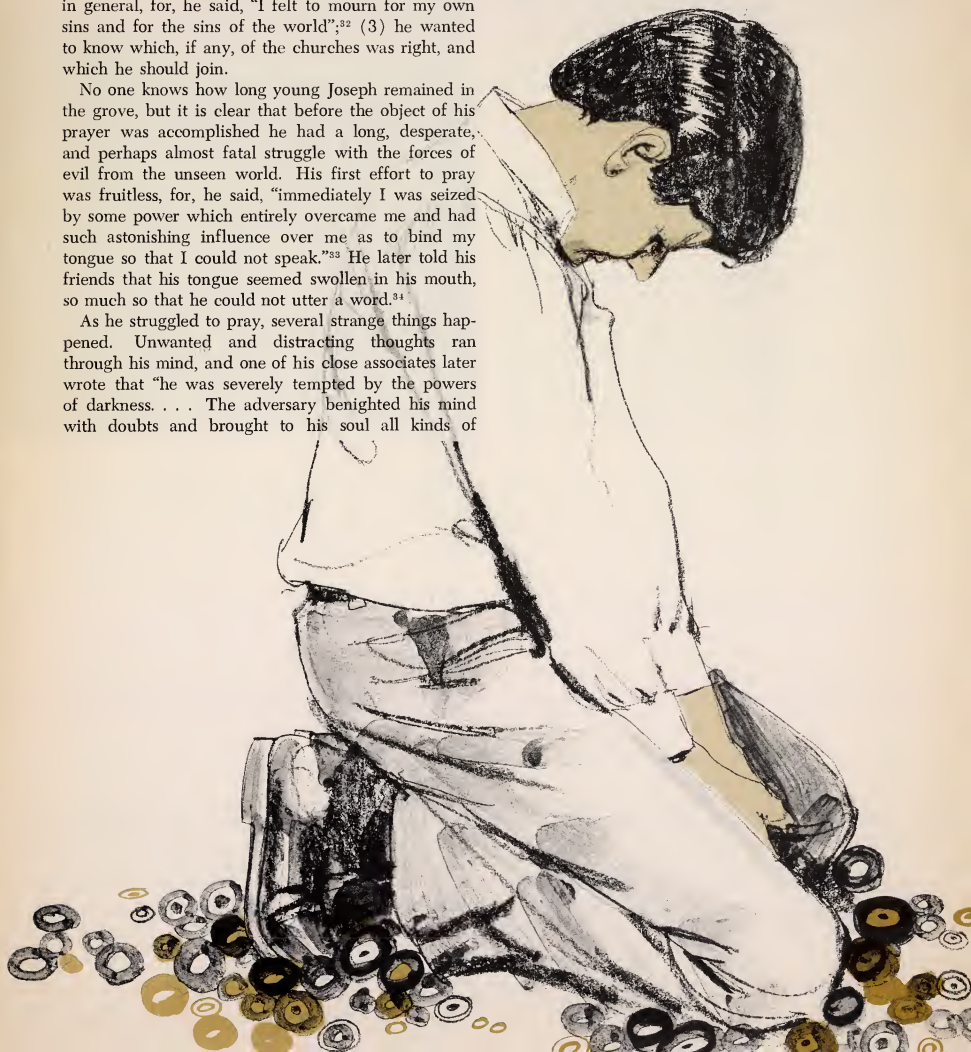 in general, for, he said, “I felt to mourn for my own
sins and for the sins of the world”;³² (3) he wanted
to know which, if any, of the churches was right, and
which he should join.
No one knows how long young Joseph remained in
the grove, but it is clear that before the object of his
prayer was accomplished he had a long, desperate,
and perhaps almost fatal struggle with the forces of
evil from the unseen world. His first effort to pray
was fruitless, for, he said, “immediately I was seized
by some power which entirely overcame me and had
such astonishing influence over me as to bind my
tongue so that I could not speak.”³³ He later told his
friends that his tongue seemed swollen in his mouth,
so much so that he could not utter a word.³⁴
As he struggled to pray, several strange things hap-
pened. Unwanted and distracting thoughts ran
through his mind, and one of his close associates later
wrote that “he was severely tempted by the powers
of darkness. . . . The adversary benighted his mind
with doubts and brought to his soul all kinds of